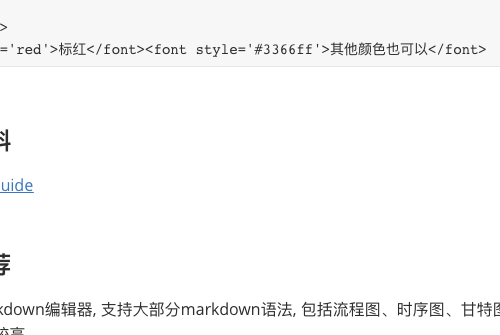 >
='red'>标红</font><font style='#3366ff'>其他颜色也可以</font>
料
uide
荐
kdown编辑器, 支持大部分markdown语法, 包括流程图、时序图、甘特图